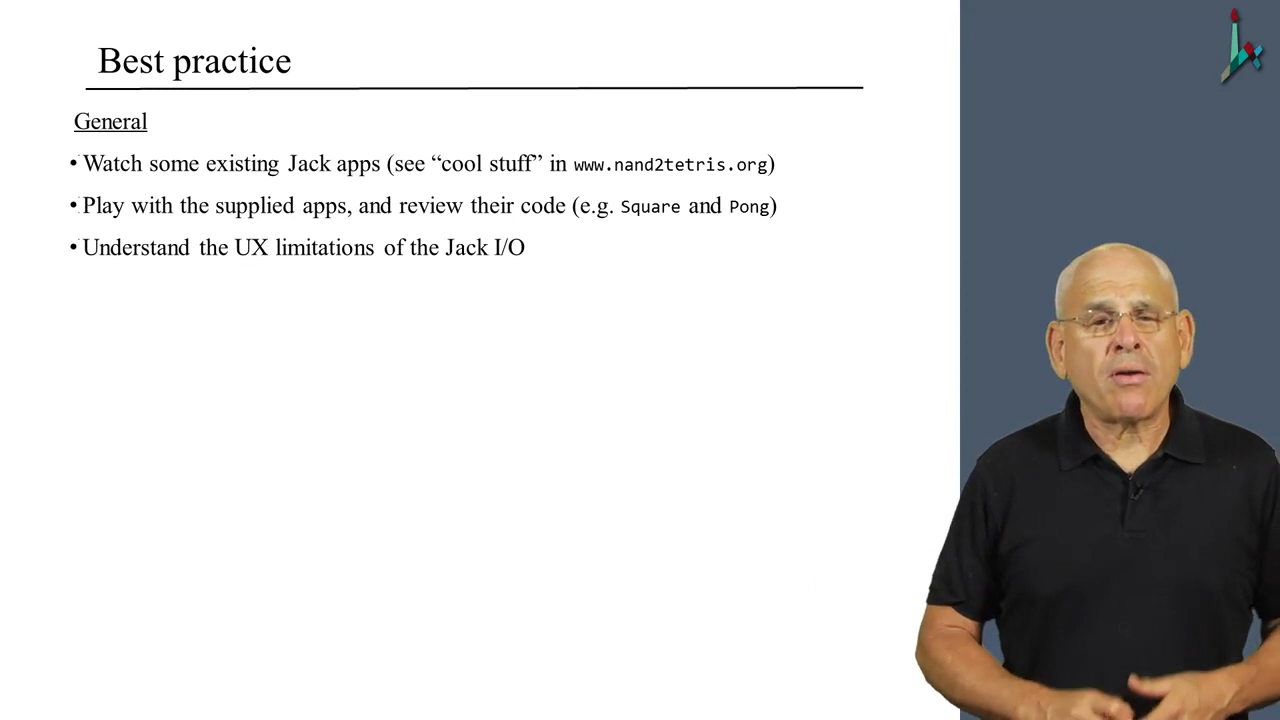 Best practice
General
• Watch some existing Jack apps (see “cool stuff” in www.nand2tetris.org)
• Play with the supplied apps, and review their code (e.g. Square and Pong)
• Understand the UX limitations of the Jack I/O